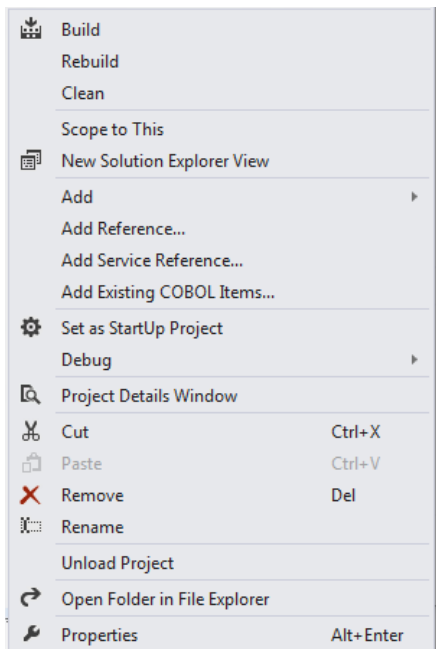 Build
Rebuild
Clean
Scope to This
New Solution Explorer View
Add
Add Reference...
Add Service Reference...
Add Existing COBOL Items...
Set as StartUp Project
Debug
Project Details Window
Cut Ctrl+X
Paste Ctrl+V
Remove Del
Rename
Unload Project
Open Folder in File Explorer
Properties Alt+Enter